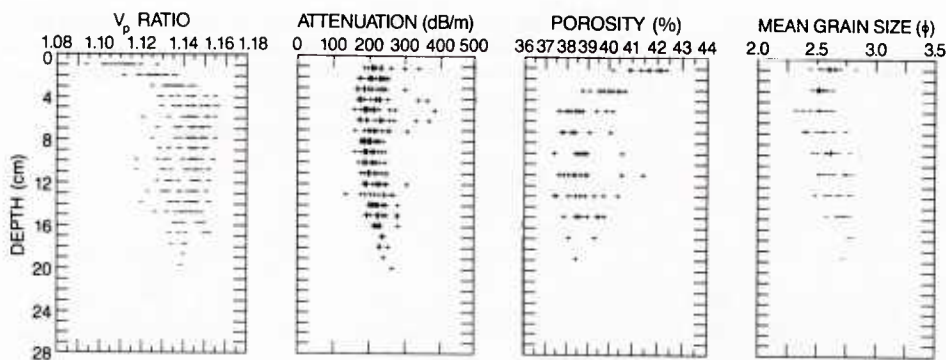 Vp RATIO
1.08 1.10 1.12 1.14 1.16 1.18
ATTENUATION (dB/m)
0 100 200 300 400 500
POROSITY (%)
36 37 38 39 40 41 42 43 44
MEAN GRAIN SIZE (ϕ)
2.0 2.5 3.0 3.5
DEPTH (cm)
0
4
8
12
16
20
24
28